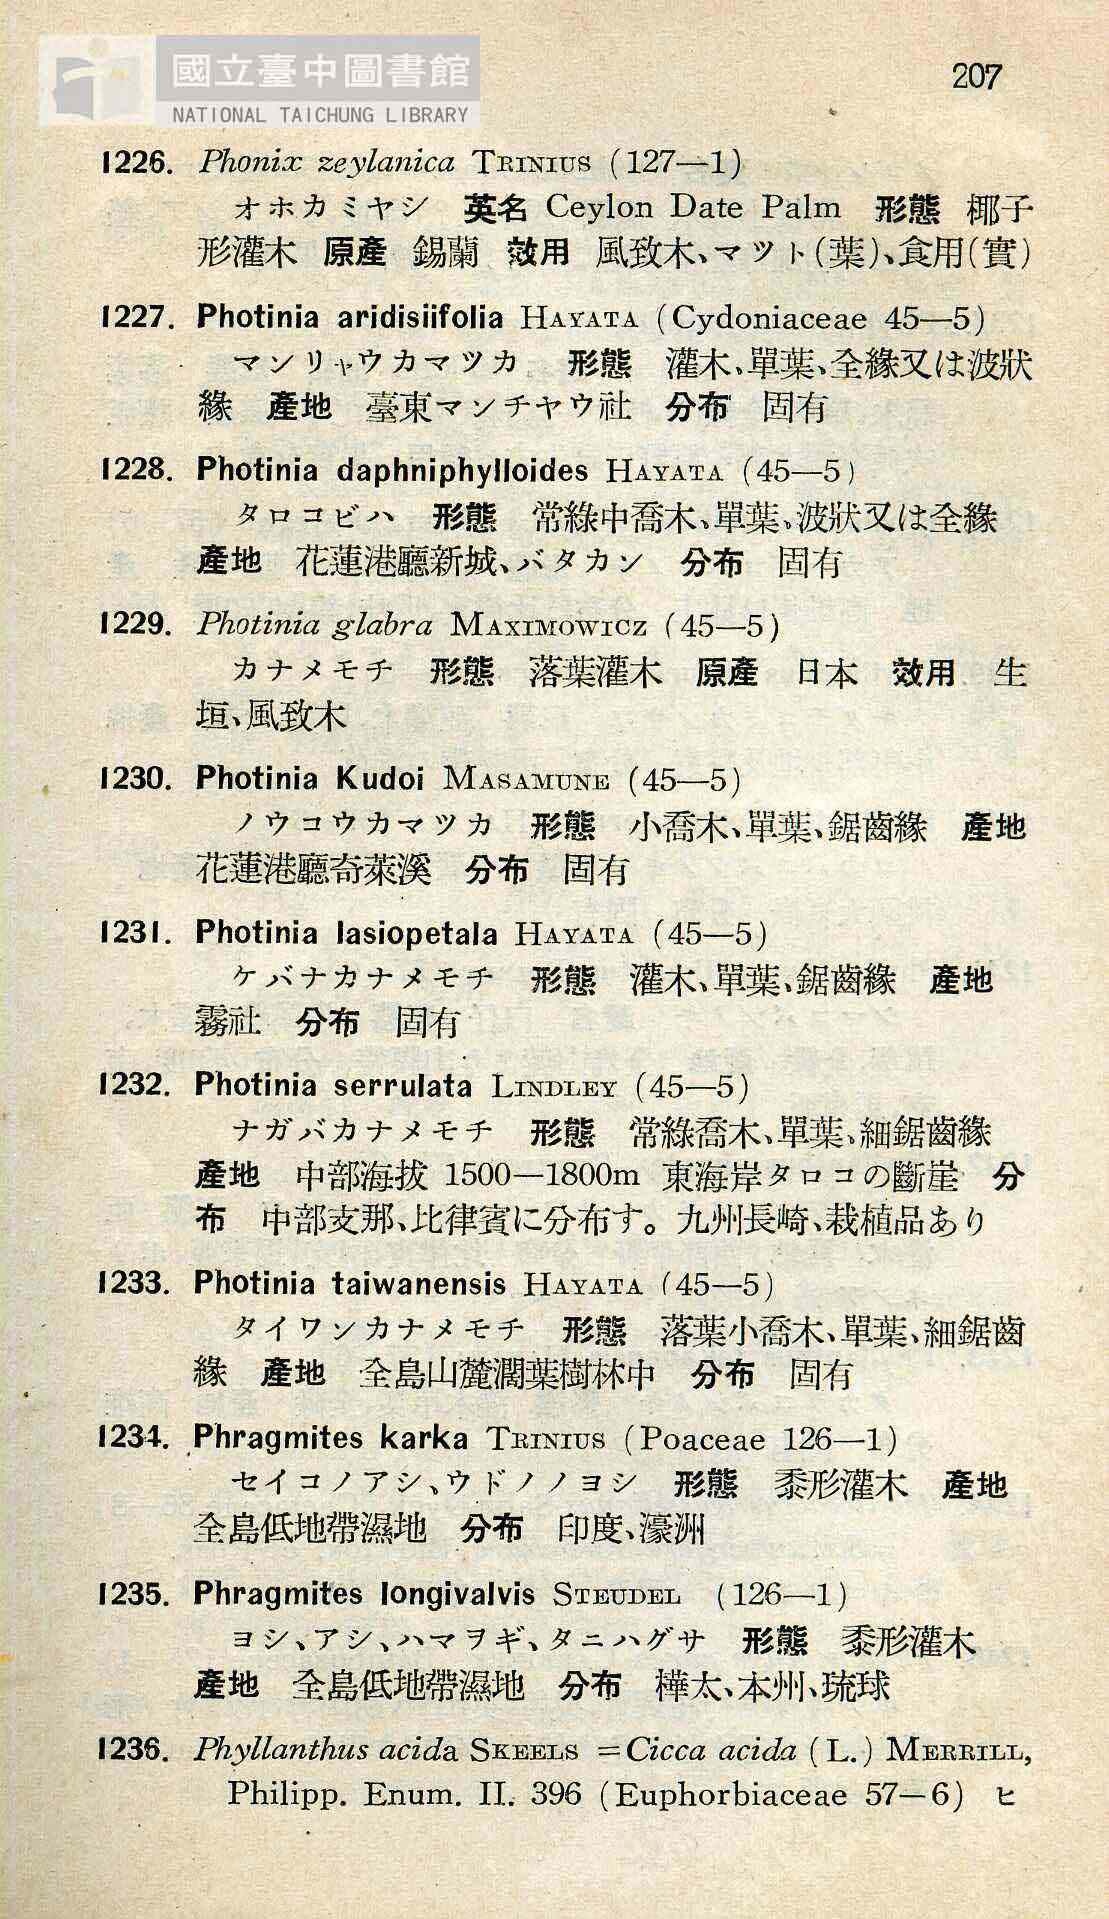 國立臺中圖書館
NATIONAL TAICHUNG LIBRARY
207
1226. Phonix zeylanica TRINIUS (127—1)
オホカミヤシ 英名 Ceylon Date Palm 形態 椰子
形灌木 原產 錫蘭 效用 風致木、マツト(葉)、食用(實)
1227. Photinia aridisiifolia HAYATA (Cydoniaceae 45—5)
マンリャウカマツカ 形態 灌木、單葉、全緣又は波狀
緣 產地 臺東マンチヤウ社 分布 固有
1228. Photinia daphniphylloides HAYATA (45—5)
タロコビハ 形態 常綠中喬木、單葉、波狀又は全緣
產地 花蓮港廳新城、バタカン 分布 固有
1229. Photinia glabra MAXIMOWICZ (45—5)
カナメモチ 形態 落葉灌木 原產 日本 效用 生
垣、風致木
1230. Photinia Kudoi MASAMUNE (45—5)
ノウコウカマツカ 形態 小喬木、單葉、鋸齒緣 產地
花蓮港廳奇萊溪 分布 固有
1231. Photinia lasiopetala HAYATA (45—5)
ケバナカナメモチ 形態 灌木、單葉、鋸齒緣 產地
霧社 分布 固有
1232. Photinia serrulata LINDLEY (45—5)
ナガバカナメモチ 形態 常綠喬木、單葉、細鋸齒緣
產地 中部海拔 1500—1800m 東海岸タロコの斷崖 分
布 中部支那、比律賓に分布す。九州長崎、栽植品あり
1233. Photinia taiwanensis HAYATA (45—5)
タイワンカナメモチ 形態 落葉小喬木、單葉、細鋸齒
緣 產地 全島山麓濶葉樹林中 分布 固有
1234. Phragmites karka TRINIUS (Poaceae 126—1)
セイコノアシ、ウドノノヨシ 形態 黍形灌木 產地
全島低地帶濕地 分布 印度、濠洲
1235. Phragmites longivalvis STEUDEL (126—1)
ヨシ、アシ、ハマヲギ、タニハグサ 形態 黍形灌木
產地 全島低地帶濕地 分布 樺太、本州、琉球
1236. Phyllanthus acida SKEELS =Cicca acida (L.) MERRILL,
Philipp. Enum. II. 396 (Euphorbiaceae 57—6) ヒ